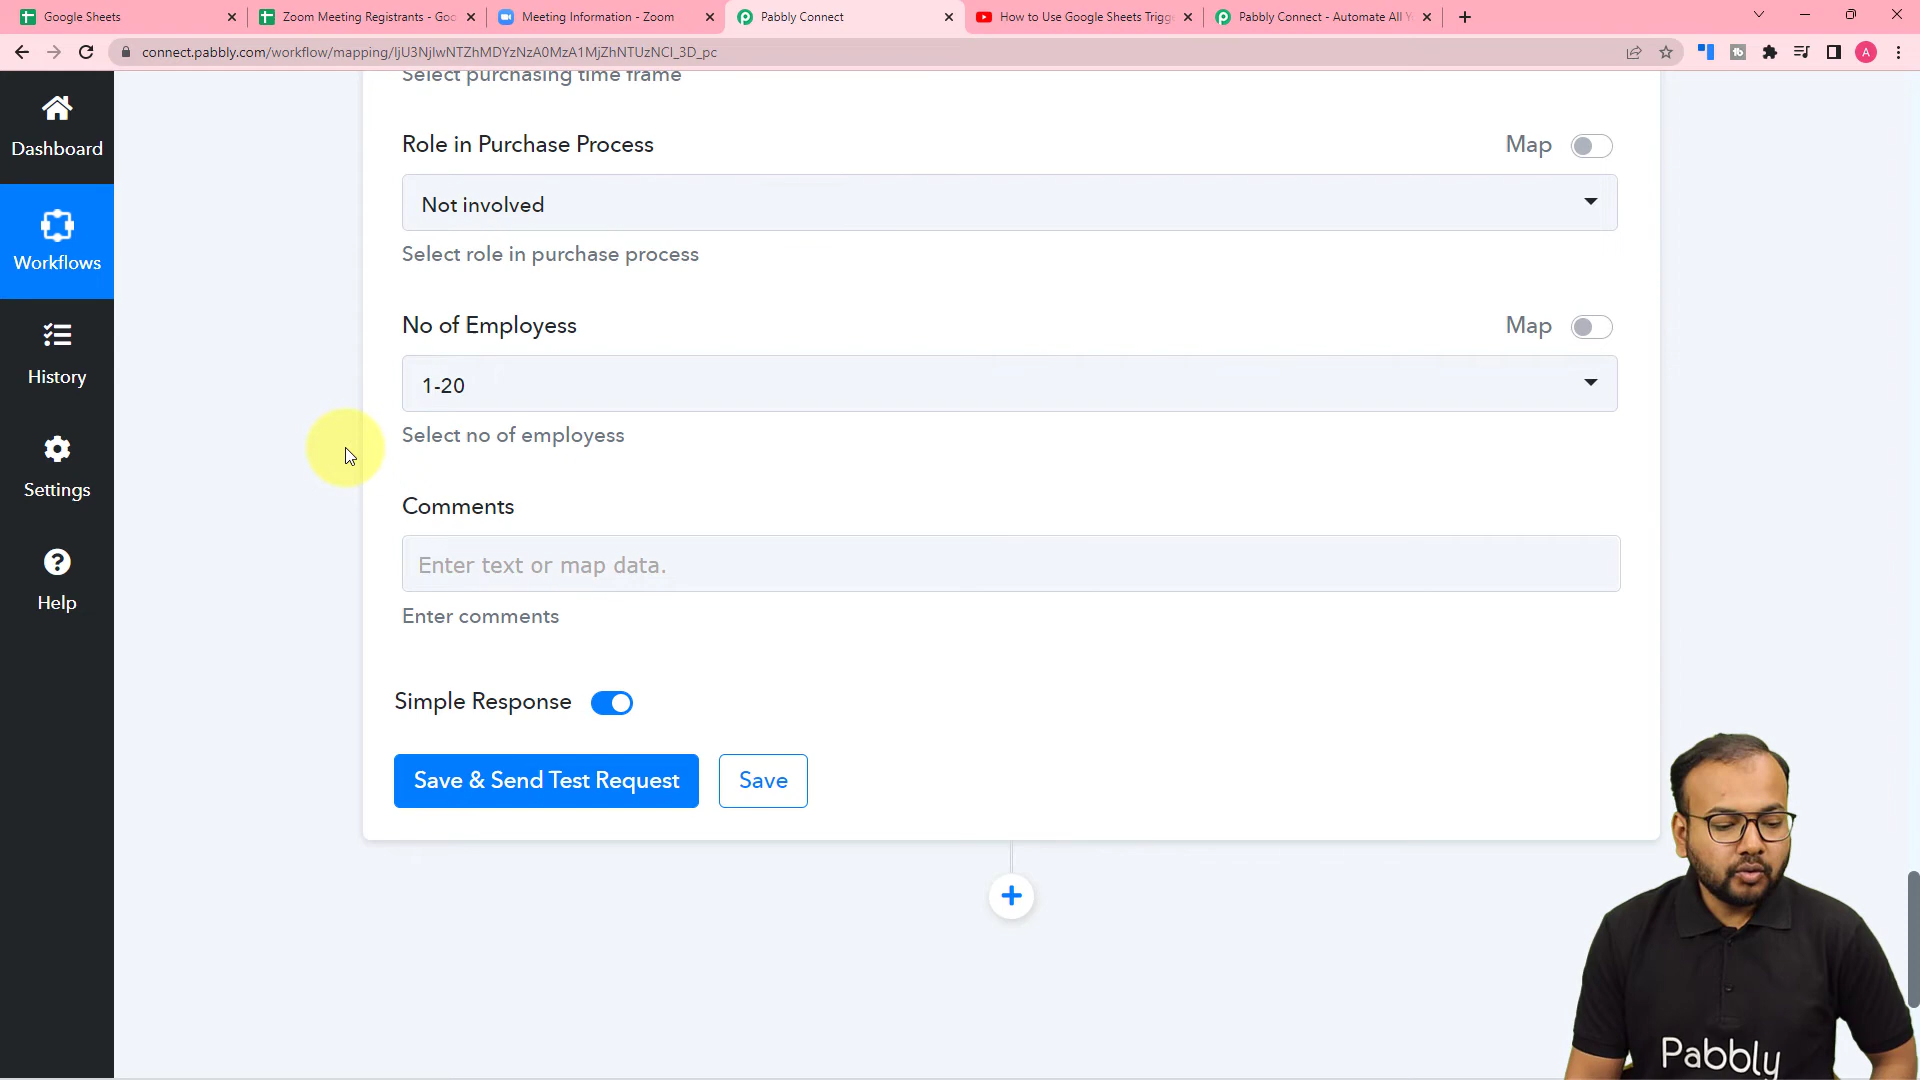 Google Sheets
Zoom Meeting Registrants - Goo
Meeting Information - Zoom
Pabbly Connect
How to Use Google Sheets Trigg
Pabbly Connect - Automate All Y
connect.pabbly.com/workflow/mapping/IjU3NjIwNTZhMDYzNzA0MzA1MjZhNTUzNCI_3D_pc
A
Select purchasing time frame
Dashboard
Role in Purchase Process
Map
Not involved
Select role in purchase process
Workflows
No of Employess
Map
1-20
Select no of employess
History
Settings
Comments
Enter text or map data.
Enter comments
Help
Simple Response
Save & Send Test Request
Save
Pabbly